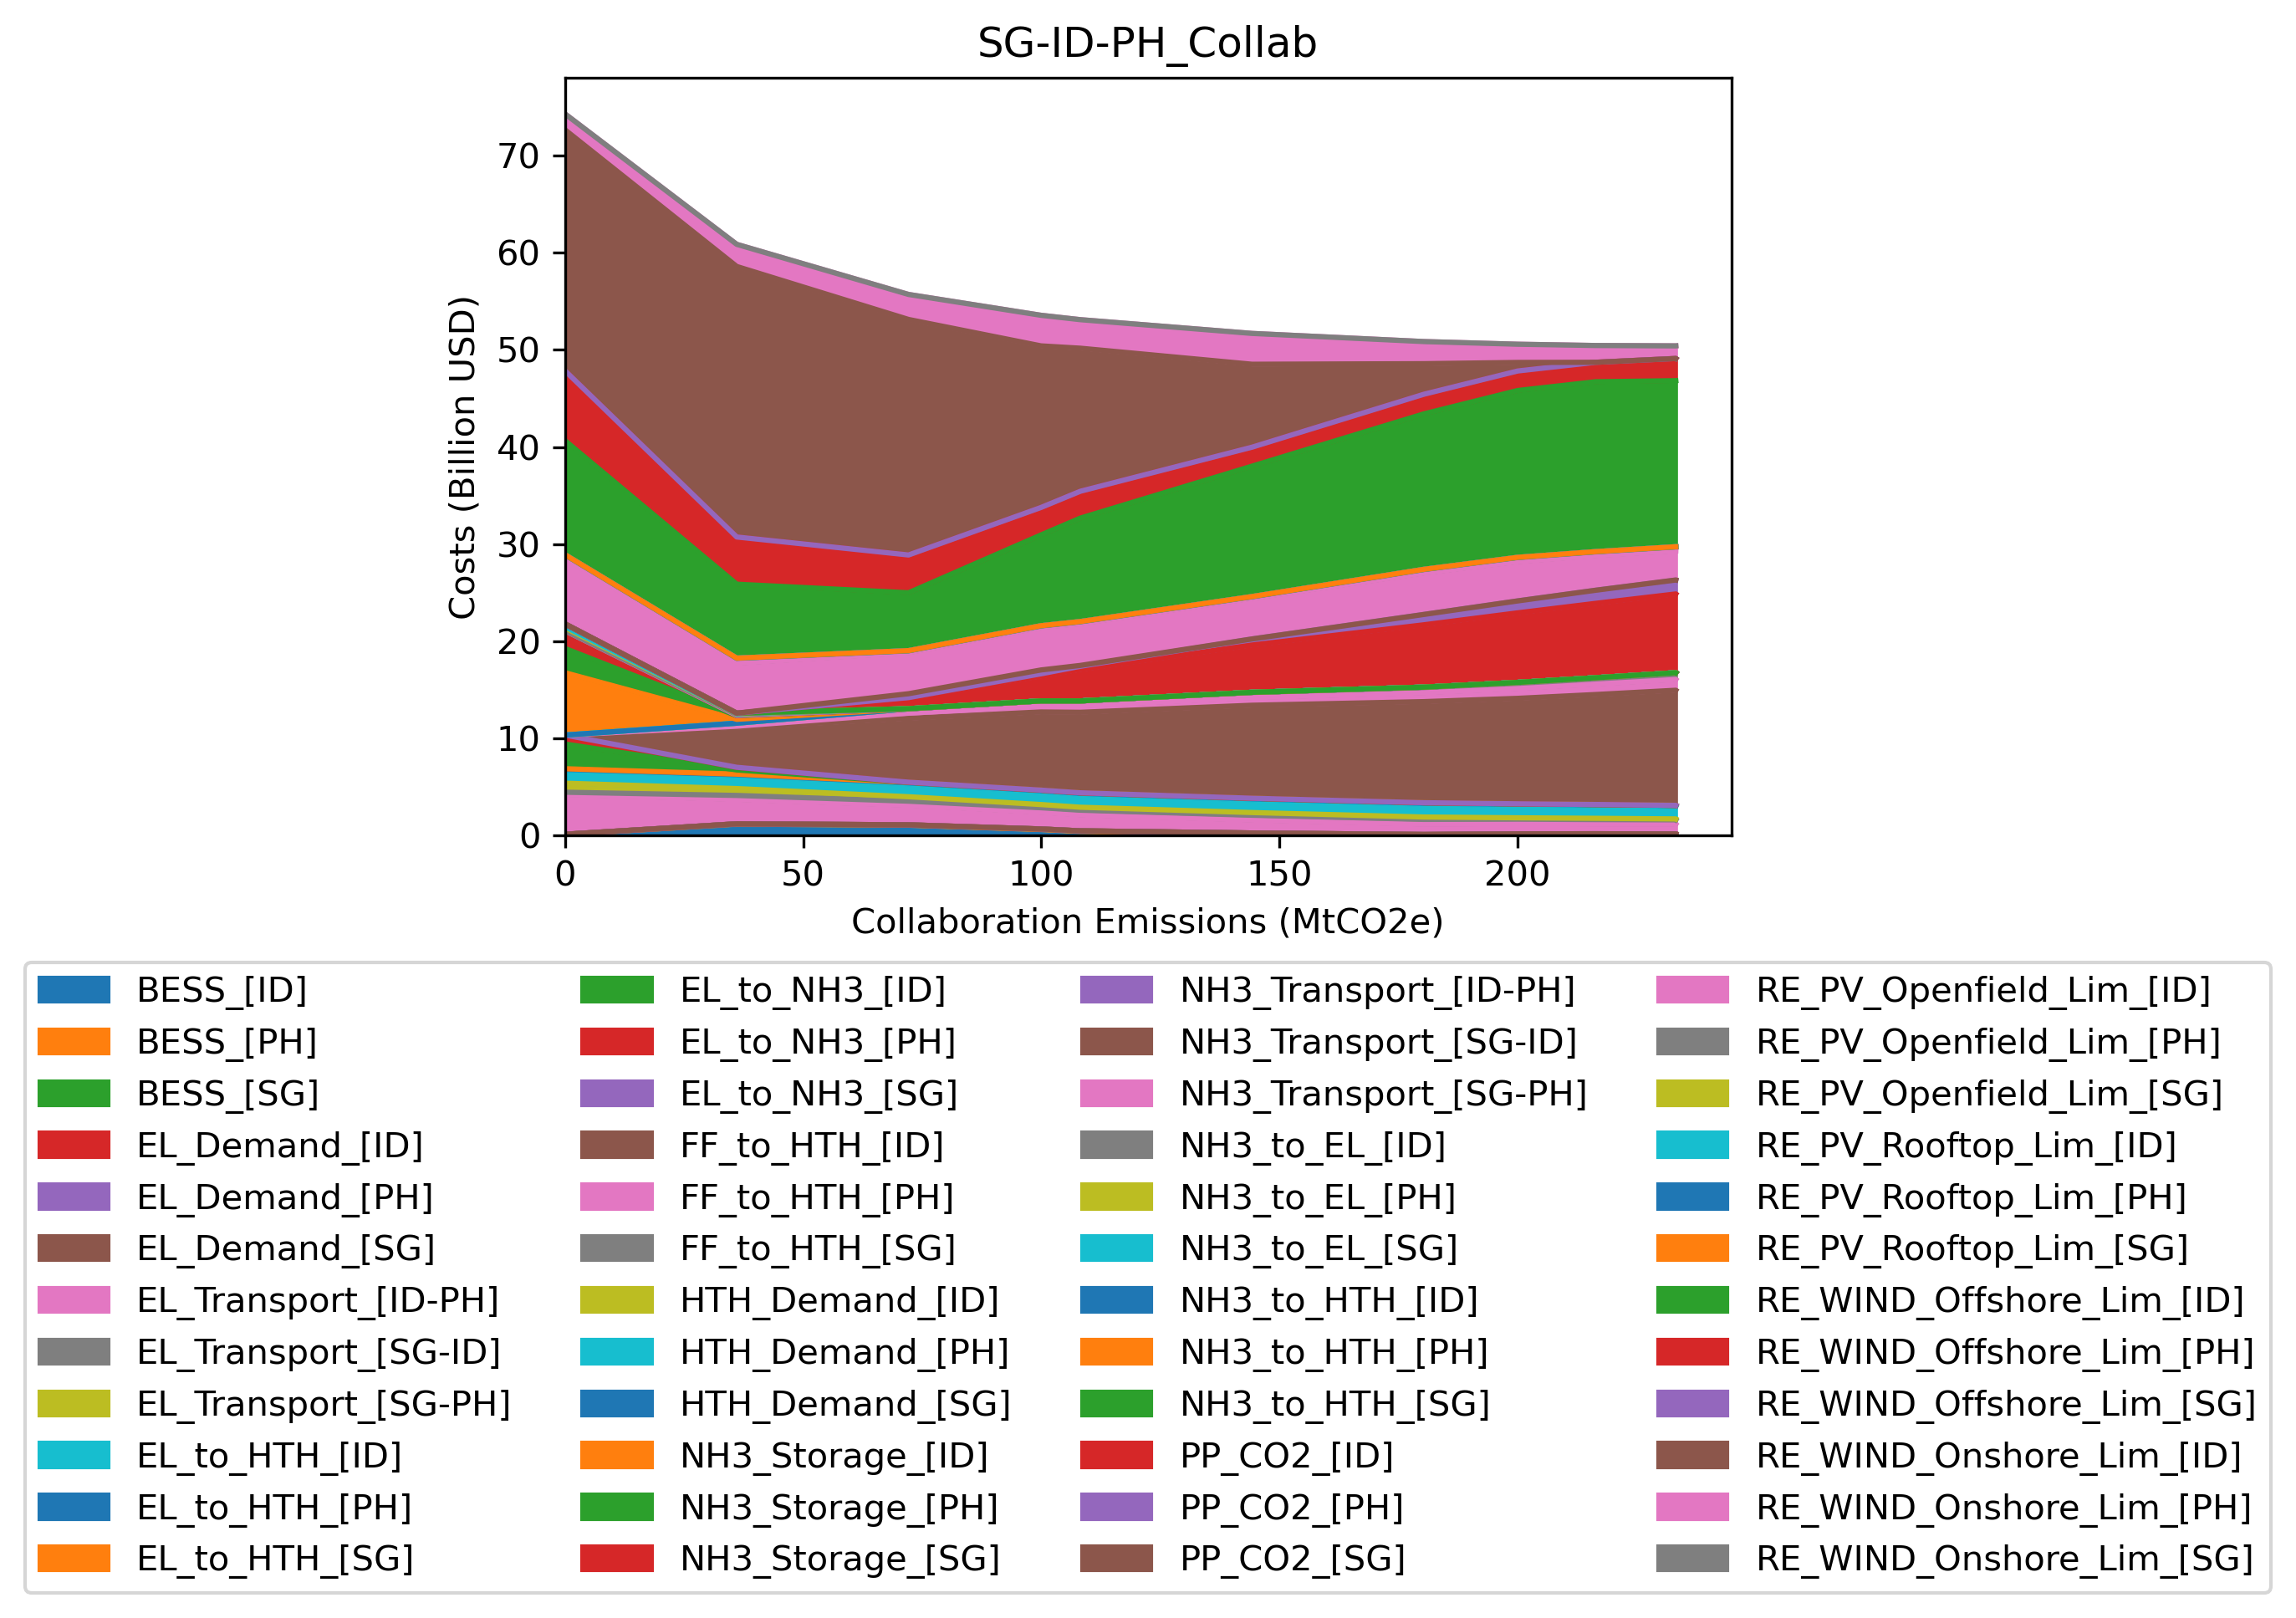 SG-ID-PH_Collab
Costs (Billion USD)
70
60
50
40
30
20
10
0
0 50 100 150 200
Collaboration Emissions (MtCO2e)
BESS_[ID]
BESS_[PH]
BESS_[SG]
EL_Demand_[ID]
EL_Demand_[PH]
EL_Demand_[SG]
EL_Transport_[ID-PH]
EL_Transport_[SG-ID]
EL_Transport_[SG-PH]
EL_to_HTH_[ID]
EL_to_HTH_[PH]
EL_to_HTH_[SG]
EL_to_NH3_[ID]
EL_to_NH3_[PH]
EL_to_NH3_[SG]
FF_to_HTH_[ID]
FF_to_HTH_[PH]
FF_to_HTH_[SG]
HTH_Demand_[ID]
HTH_Demand_[PH]
HTH_Demand_[SG]
NH3_Storage_[ID]
NH3_Storage_[PH]
NH3_Storage_[SG]
NH3_Transport_[ID-PH]
NH3_Transport_[SG-ID]
NH3_Transport_[SG-PH]
NH3_to_EL_[ID]
NH3_to_EL_[PH]
NH3_to_EL_[SG]
NH3_to_HTH_[ID]
NH3_to_HTH_[PH]
NH3_to_HTH_[SG]
PP_CO2_[ID]
PP_CO2_[PH]
PP_CO2_[SG]
RE_PV_Openfield_Lim_[ID]
RE_PV_Openfield_Lim_[PH]
RE_PV_Openfield_Lim_[SG]
RE_PV_Rooftop_Lim_[ID]
RE_PV_Rooftop_Lim_[PH]
RE_PV_Rooftop_Lim_[SG]
RE_WIND_Offshore_Lim_[ID]
RE_WIND_Offshore_Lim_[PH]
RE_WIND_Offshore_Lim_[SG]
RE_WIND_Onshore_Lim_[ID]
RE_WIND_Onshore_Lim_[PH]
RE_WIND_Onshore_Lim_[SG]